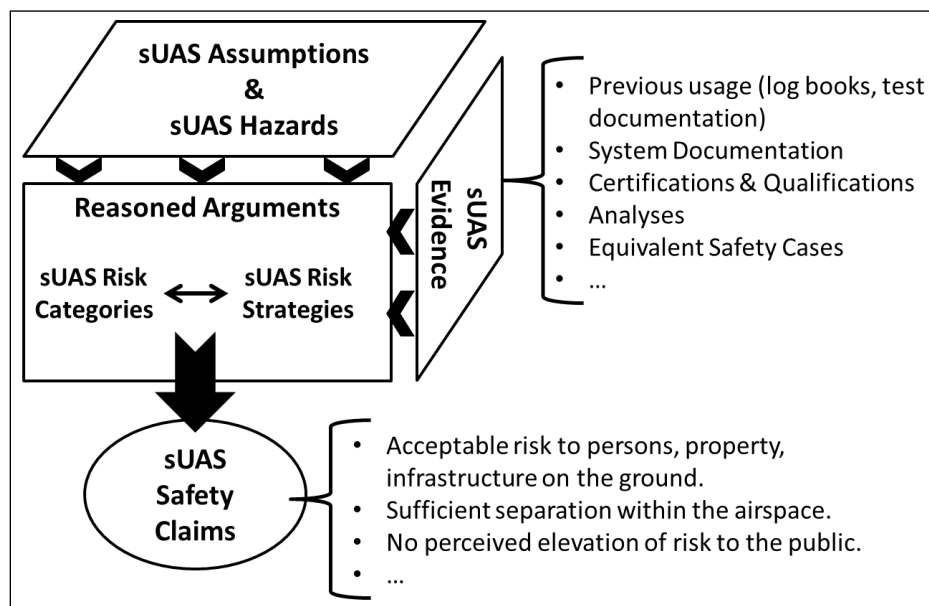 sUAS Assumptions
&
sUAS Hazards
Reasoned Arguments
sUAS Risk
Categories
sUAS Risk
Strategies
sUAS
Evidence
• Previous usage (log books, test
documentation)
• System Documentation
• Certifications & Qualifications
• Analyses
• Equivalent Safety Cases
• ...
sUAS
Safety
Claims
• Acceptable risk to persons, property,
infrastructure on the ground.
• Sufficient separation within the airspace.
• No perceived elevation of risk to the public.
• ...